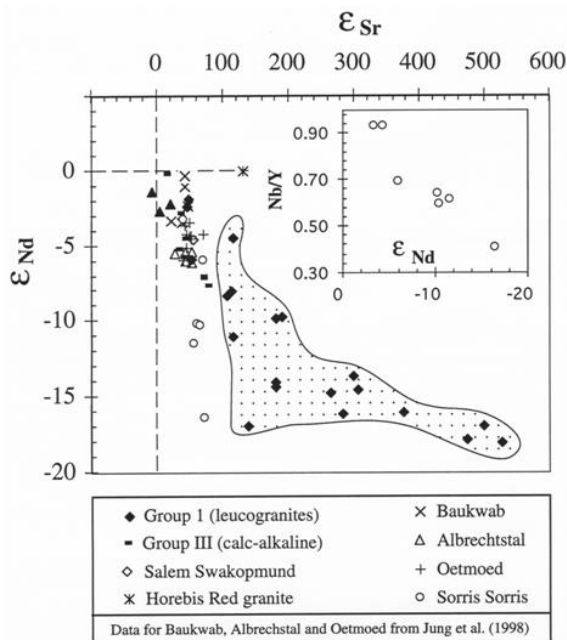 ε Sr
0 100 200 300 400 500 600
0
-5
-10
-15
-20
ε Nd
0.90
0.70
0.50
0.30
Nb/Y
ε Nd
0 -10 -20
Group 1 (leucogranites)
Group III (calc-alkaline)
Salem Swakopmund
Horebis Red granite
Baukwab
Albrechtstal
Oetmoed
Sorris Sorris
Data for Baukwab, Albrechstal and Oetmoed from Jung et al. (1998)